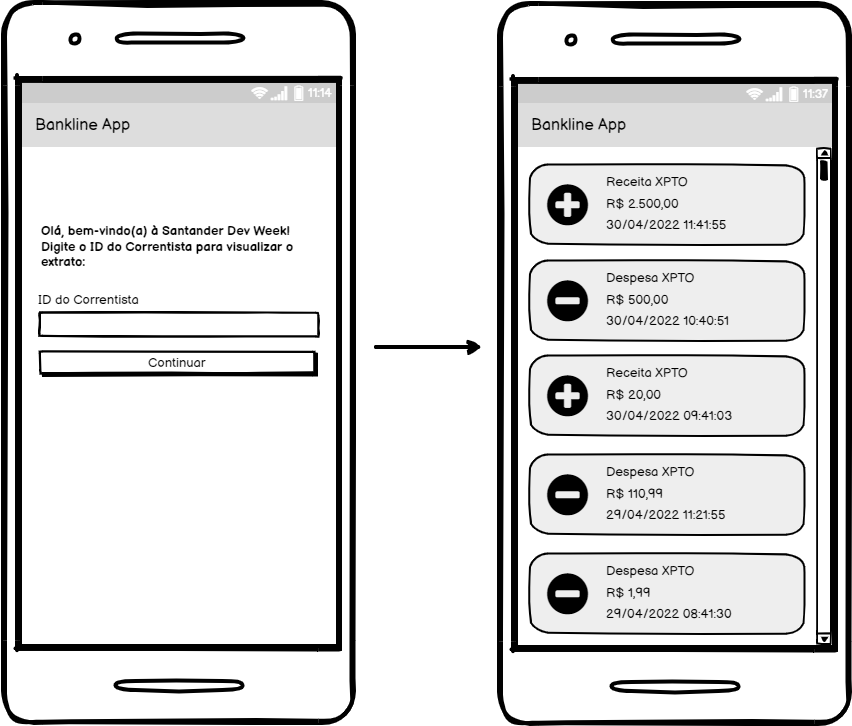 11:14
Bankline App
Olá, bem-vindo(a) à Santander Dev Week!
Digite o ID do Correntista para visualizar o
extrato:
ID do Correntista
Continuar
11:37
Bankline App
Receita XPTO
R$ 2.500,00
30/04/2022 11:41:55
Despesa XPTO
R$ 500,00
30/04/2022 10:40:51
Receita XPTO
R$ 20,00
30/04/2022 09:41:03
Despesa XPTO
R$ 110,99
29/04/2022 11:21:55
Despesa XPTO
R$ 1,99
29/04/2022 08:41:30